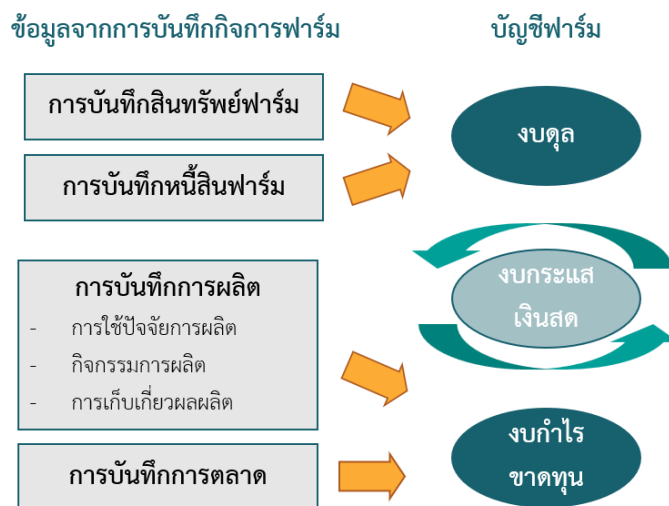 ข้อมูลจากการบันทึกกิจการฟาร์ม
บัญชีฟาร์ม
การบันทึกสินทรัพย์ฟาร์ม
การบันทึกหนี้สินฟาร์ม
งบดุล
การบันทึกการผลิต
- การใช้ปัจจัยการผลิต
- กิจกรรมการผลิต
- การเก็บเกี่ยวผลผลิต
งบกระแส
เงินสด
การบันทึกการตลาด
งบกำไร
ขาดทุน